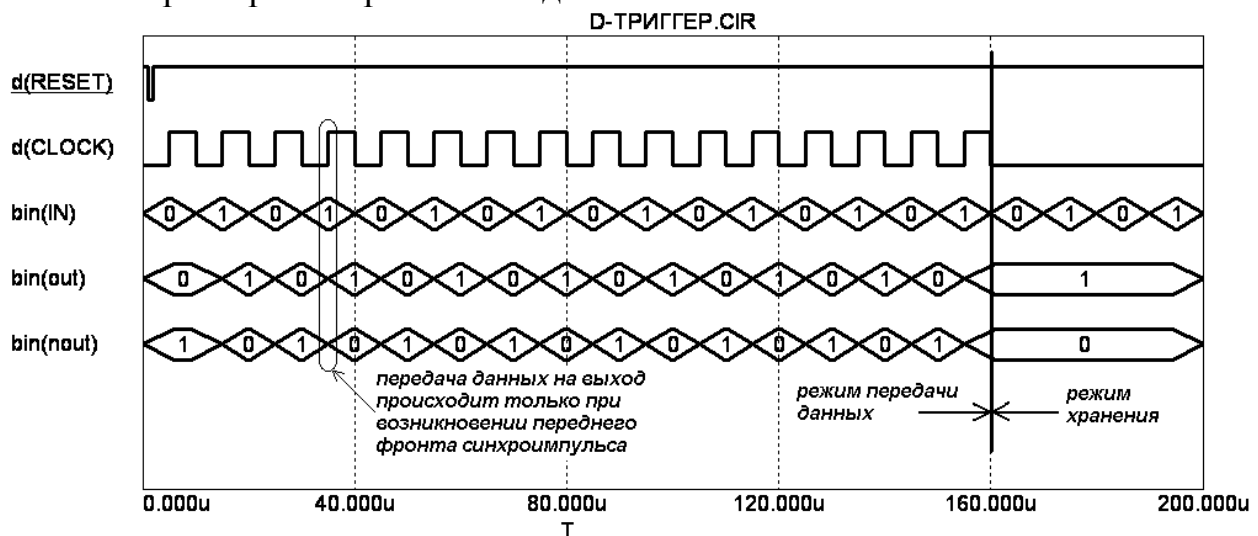 D-ТРИГГЕР.CIR
d(RESET)
d(CLOCK)
bin(IN) 0 1 0 1 0 1 0 1 0 1 0 1 0 1 0 1 0 1 0 1
bin(out) 0 1 0 1 0 1 0 1 0 1 0 1 0 1 0 1
bin(nout) 1 0 1 0 1 0 1 0 1 0 1 0 1 0 1 0
передача данных на выход
происходит только при
возникновении переднего
фронта синхроимпульса
режим передачи
данных
режим
хранения
0.000u 40.000u 80.000u 120.000u 160.000u 200.000u
T